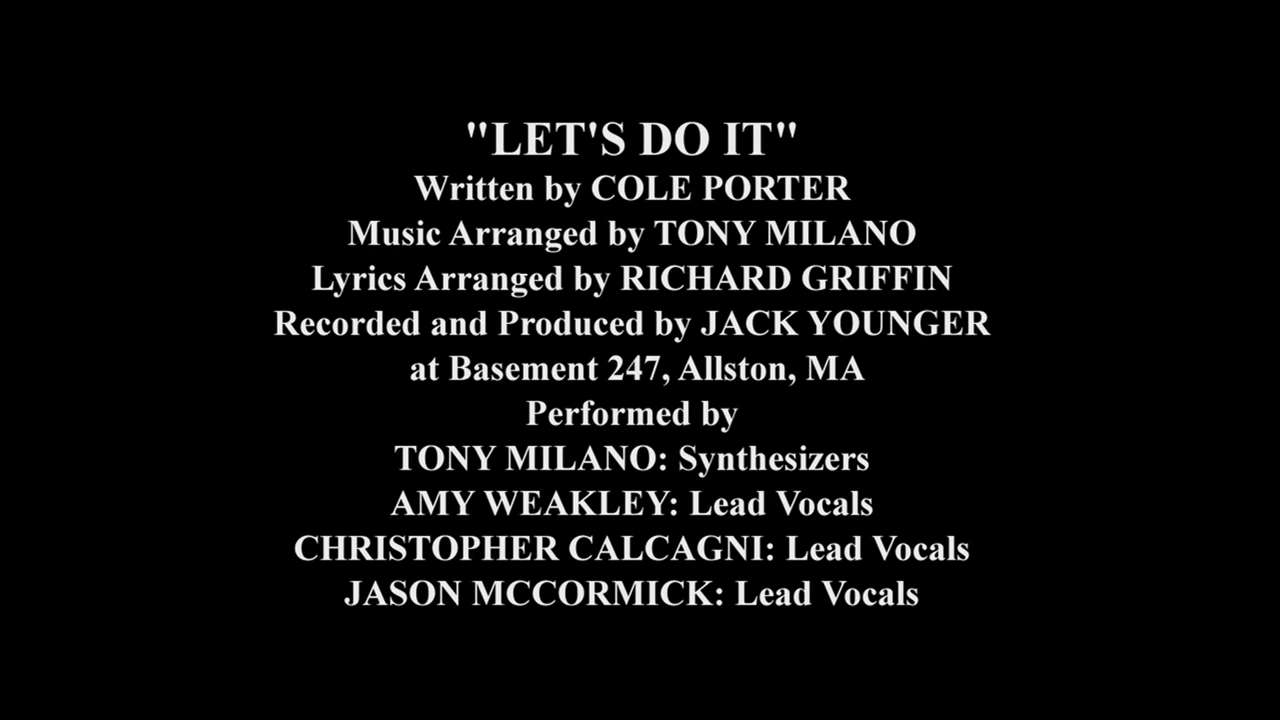 "LET'S DO IT"
Written by COLE PORTER
Music Arranged by TONY MILANO
Lyrics Arranged by RICHARD GRIFFIN
Recorded and Produced by JACK YOUNGER
at Basement 247, Allston, MA
Performed by
TONY MILANO: Synthesizers
AMY WEAKLEY: Lead Vocals
CHRISTOPHER CALCAGNI: Lead Vocals
JASON MCCORMICK: Lead Vocals